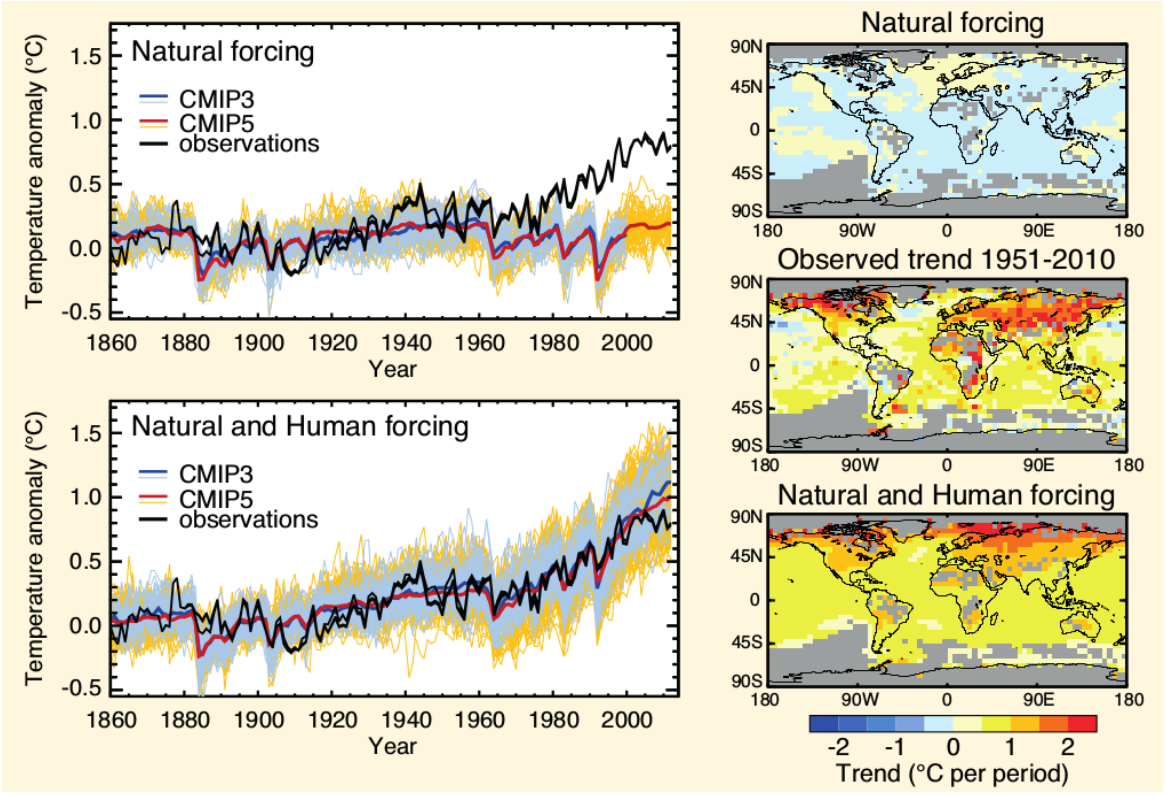 Natural forcing
Temperature anomaly (°C)
1.5
1.0
0.5
0.0
-0.5
CMIP3
CMIP5
observations
1860 1880 1900 1920 1940 1960 1980 2000
Year
Natural and Human forcing
Temperature anomaly (°C)
1.5
1.0
0.5
0.0
-0.5
CMIP3
CMIP5
observations
1860 1880 1900 1920 1940 1960 1980 2000
Year
Natural forcing
90N
45N
0
45S
90S
180 90W 0 90E 180
Observed trend 1951-2010
90N
45N
0
45S
90S
180 90W 0 90E 180
Natural and Human forcing
90N
45N
0
45S
90S
180 90W 0 90E 180
-2 -1 0 1 2
Trend (°C per period)